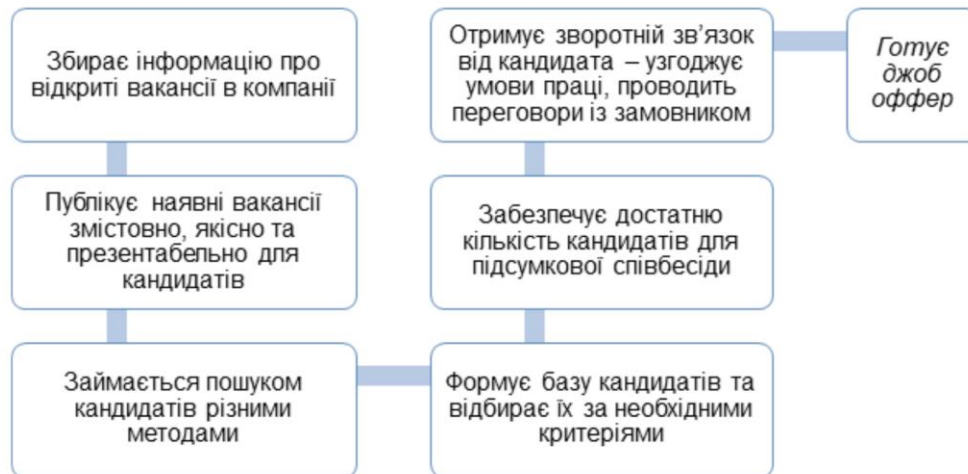 Збирає інформацію про
відкриті вакансії в компанії
Публікує наявні вакансії
змістовно, якісно та
презентабельно для
кандидатів
Займається пошуком
кандидатів різними
методами
Формує базу кандидатів та
відбирає їх за необхідними
критеріями
Забезпечує достатню
кількість кандидатів для
підсумкової співбесіди
Отримує зворотній зв’язок
від кандидата – узгоджує
умови праці, проводить
переговори із замовником
Готує
джоб
оффер